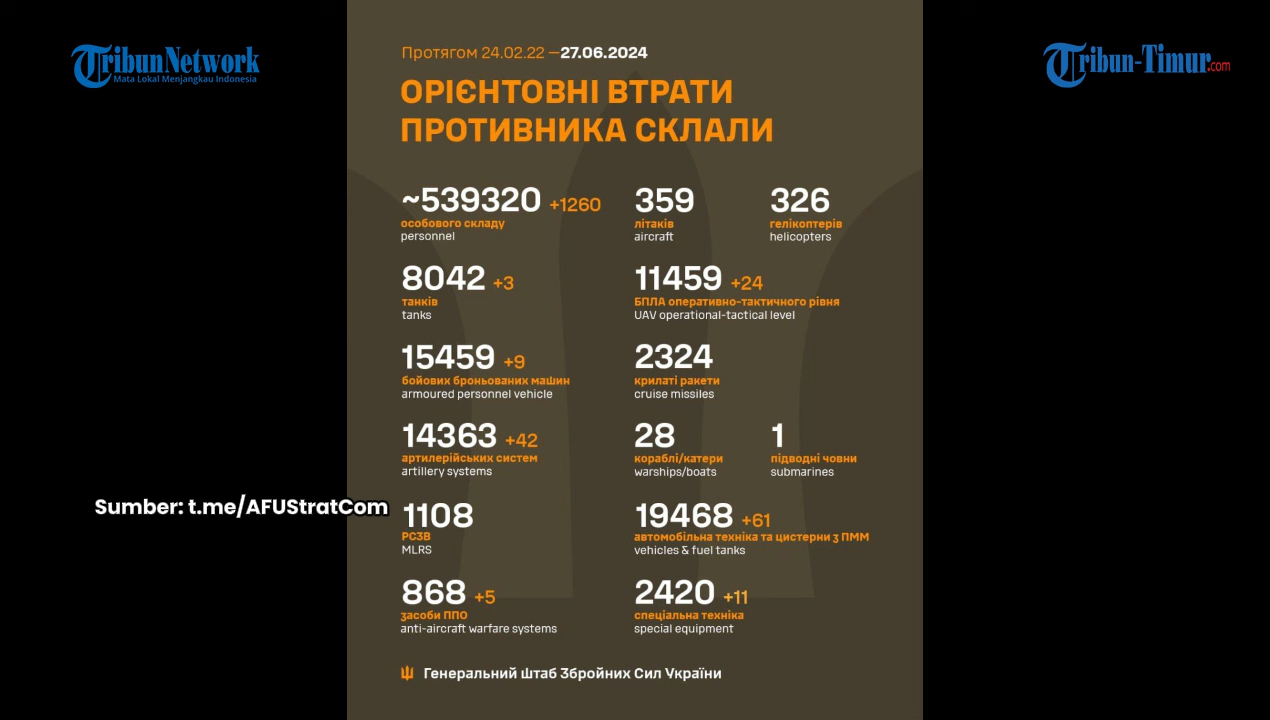 TribunNetwork
Mata Lokal Menjangkau Indonesia
Tribun-Timur.com
Протягом 24.02.22 —27.06.2024
ОРІЄНТОВНІ ВТРАТИ
ПРОТИВНИКА СКЛАЛИ
~539320 +1260
особового складу
personnel
359
літаків
aircraft
326
гелікоптерів
helicopters
8042 +3
танків
tanks
11459 +24
БПЛА оперативно-тактичного рівня
UAV operational-tactical level
15459 +9
бойових броньованих машин
armoured personnel vehicle
2324
крилаті ракети
cruise missiles
14363 +42
артилерійських систем
artillery systems
28
кораблі/катери
warships/boats
1
підводні човни
submarines
Sumber: t.me/AFUStratCom
1108
РСЗВ
MLRS
19468 +61
автомобільна техніка та цистерни з ПММ
vehicles & fuel tanks
868 +5
засоби ППО
anti-aircraft warfare systems
2420 +11
спеціальна техніка
special equipment
Генеральний штаб Збройних Сил України